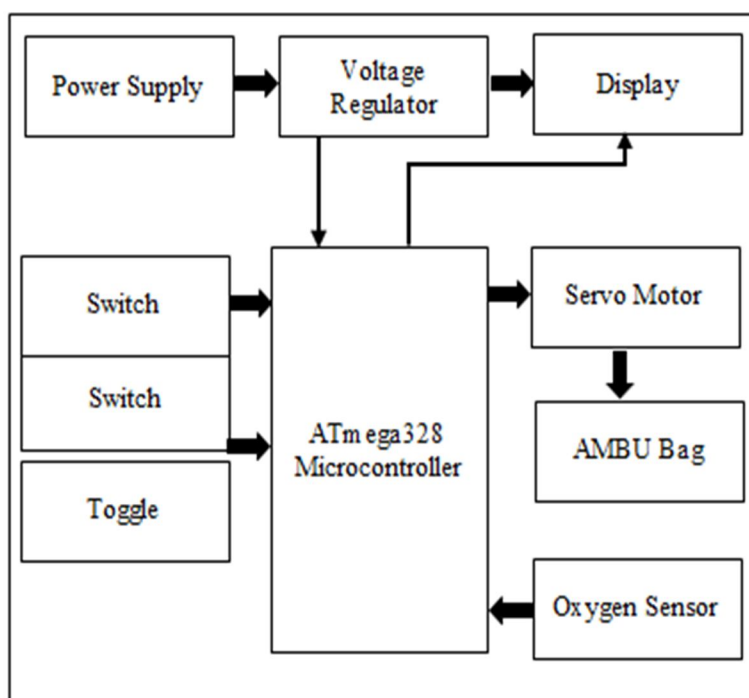 Power Supply
Voltage
Regulator
Display
Switch
Switch
Toggle
ATmega328
Microcontroller
Servo Motor
AMBU Bag
Oxygen Sensor